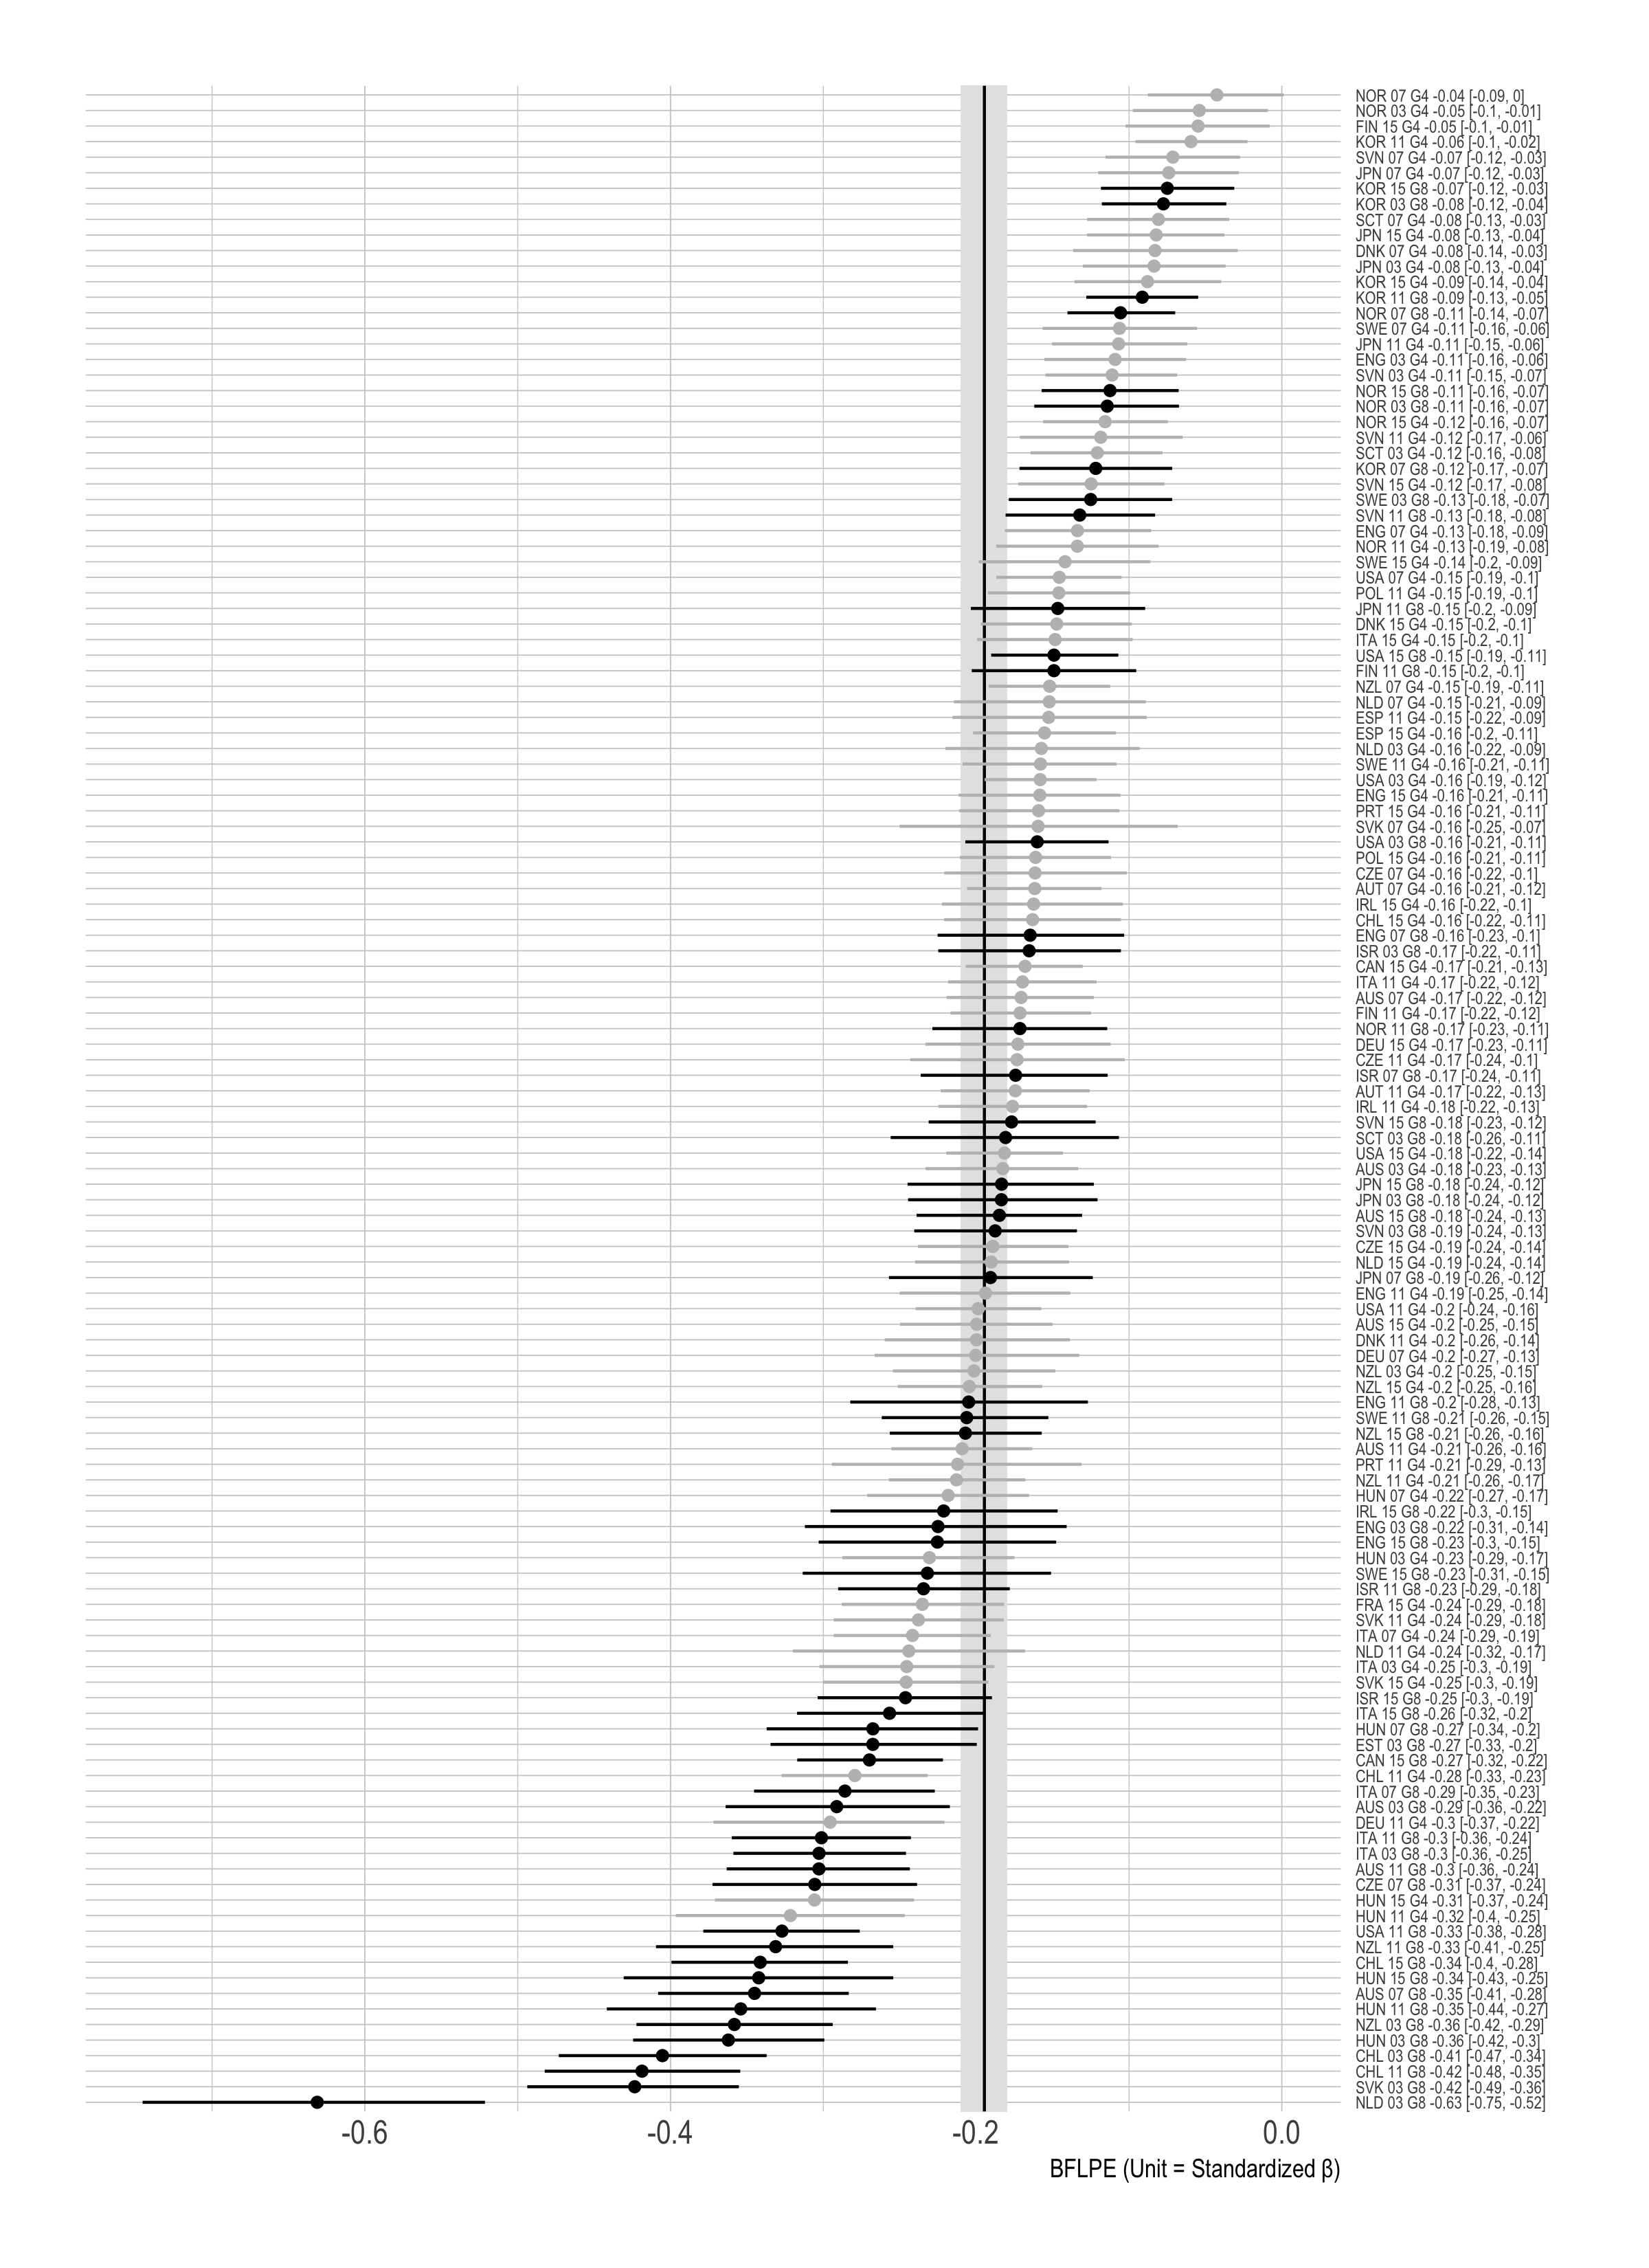 NOR 07 G4 -0.04 [-0.09, 0]
NOR 03 G4 -0.05 [-0.1, -0.01]
FIN 15 G4 -0.05 [-0.1, -0.01]
KOR 11 G4 -0.06 [-0.1, -0.02]
SVN 07 G4 -0.07 [-0.12, -0.03]
JPN 07 G4 -0.07 [-0.12, -0.03]
KOR 15 G8 -0.07 [-0.12, -0.03]
KOR 03 G8 -0.08 [-0.12, -0.04]
SCT 07 G4 -0.08 [-0.13, -0.03]
JPN 15 G4 -0.08 [-0.13, -0.04]
DNK 07 G4 -0.08 [-0.14, -0.03]
JPN 03 G4 -0.08 [-0.13, -0.04]
KOR 15 G4 -0.09 [-0.14, -0.04]
KOR 11 G8 -0.09 [-0.13, -0.05]
NOR 07 G8 -0.11 [-0.14, -0.07]
SWE 07 G4 -0.11 [-0.16, -0.06]
JPN 11 G4 -0.11 [-0.15, -0.06]
ENG 03 G4 -0.11 [-0.16, -0.06]
SVN 03 G4 -0.11 [-0.15, -0.07]
NOR 15 G8 -0.11 [-0.16, -0.07]
NOR 03 G8 -0.11 [-0.16, -0.07]
NOR 15 G4 -0.12 [-0.16, -0.07]
SVN 11 G4 -0.12 [-0.17, -0.06]
SCT 03 G4 -0.12 [-0.16, -0.08]
KOR 07 G8 -0.12 [-0.17, -0.07]
SVN 15 G4 -0.12 [-0.17, -0.08]
SWE 03 G8 -0.13 [-0.18, -0.07]
SVN 11 G8 -0.13 [-0.18, -0.08]
ENG 07 G4 -0.13 [-0.18, -0.09]
NOR 11 G4 -0.13 [-0.19, -0.08]
SWE 15 G4 -0.14 [-0.2, -0.09]
USA 07 G4 -0.15 [-0.19, -0.1]
POL 11 G4 -0.15 [-0.19, -0.1]
JPN 11 G8 -0.15 [-0.2, -0.09]
DNK 15 G4 -0.15 [-0.2, -0.1]
ITA 15 G4 -0.15 [-0.2, -0.1]
USA 15 G8 -0.15 [-0.19, -0.11]
FIN 11 G8 -0.15 [-0.2, -0.1]
NZL 07 G4 -0.15 [-0.19, -0.11]
NLD 07 G4 -0.15 [-0.21, -0.09]
ESP 11 G4 -0.15 [-0.22, -0.09]
ESP 15 G4 -0.16 [-0.2, -0.11]
NLD 03 G4 -0.16 [-0.22, -0.09]
SWE 11 G4 -0.16 [-0.21, -0.11]
USA 03 G4 -0.16 [-0.19, -0.12]
ENG 15 G4 -0.16 [-0.21, -0.11]
PRT 15 G4 -0.16 [-0.21, -0.11]
SVK 07 G4 -0.16 [-0.25, -0.07]
USA 03 G8 -0.16 [-0.21, -0.11]
POL 15 G4 -0.16 [-0.21, -0.11]
CZE 07 G4 -0.16 [-0.22, -0.1]
AUT 07 G4 -0.16 [-0.21, -0.12]
IRL 15 G4 -0.16 [-0.22, -0.1]
CHL 15 G4 -0.16 [-0.22, -0.11]
ENG 07 G8 -0.16 [-0.23, -0.1]
ISR 03 G8 -0.17 [-0.22, -0.11]
CAN 15 G4 -0.17 [-0.21, -0.13]
ITA 11 G4 -0.17 [-0.22, -0.12]
AUS 07 G4 -0.17 [-0.22, -0.12]
FIN 11 G4 -0.17 [-0.22, -0.12]
NOR 11 G8 -0.17 [-0.23, -0.11]
DEU 15 G4 -0.17 [-0.23, -0.11]
CZE 11 G4 -0.17 [-0.24, -0.1]
ISR 07 G8 -0.17 [-0.24, -0.11]
AUT 11 G4 -0.17 [-0.22, -0.13]
IRL 11 G4 -0.18 [-0.22, -0.13]
SVN 15 G8 -0.18 [-0.23, -0.12]
SCT 03 G8 -0.18 [-0.26, -0.11]
USA 15 G4 -0.18 [-0.22, -0.14]
AUS 03 G4 -0.18 [-0.23, -0.13]
JPN 15 G8 -0.18 [-0.24, -0.12]
JPN 03 G8 -0.18 [-0.24, -0.12]
AUS 15 G8 -0.18 [-0.24, -0.13]
SVN 03 G8 -0.19 [-0.24, -0.13]
CZE 15 G4 -0.19 [-0.24, -0.14]
NLD 15 G4 -0.19 [-0.24, -0.14]
JPN 07 G8 -0.19 [-0.26, -0.12]
ENG 11 G4 -0.19 [-0.25, -0.14]
USA 11 G4 -0.2 [-0.24, -0.16]
AUS 15 G4 -0.2 [-0.25, -0.15]
DNK 11 G4 -0.2 [-0.26, -0.14]
DEU 07 G4 -0.2 [-0.27, -0.13]
NZL 03 G4 -0.2 [-0.25, -0.15]
NZL 15 G4 -0.2 [-0.25, -0.16]
ENG 11 G8 -0.2 [-0.28, -0.13]
SWE 11 G8 -0.21 [-0.26, -0.15]
NZL 15 G8 -0.21 [-0.26, -0.16]
AUS 11 G4 -0.21 [-0.26, -0.16]
PRT 11 G4 -0.21 [-0.29, -0.13]
NZL 11 G4 -0.21 [-0.26, -0.17]
HUN 07 G4 -0.22 [-0.27, -0.17]
IRL 15 G8 -0.22 [-0.3, -0.15]
ENG 03 G8 -0.22 [-0.31, -0.14]
ENG 15 G8 -0.23 [-0.3, -0.15]
HUN 03 G4 -0.23 [-0.29, -0.17]
SWE 15 G8 -0.23 [-0.31, -0.15]
ISR 11 G8 -0.23 [-0.29, -0.18]
FRA 15 G4 -0.24 [-0.29, -0.18]
SVK 11 G4 -0.24 [-0.29, -0.18]
ITA 07 G4 -0.24 [-0.29, -0.19]
NLD 11 G4 -0.24 [-0.32, -0.17]
ITA 03 G4 -0.25 [-0.3, -0.19]
SVK 15 G4 -0.25 [-0.3, -0.19]
ISR 15 G8 -0.25 [-0.3, -0.19]
ITA 15 G8 -0.26 [-0.32, -0.2]
HUN 07 G8 -0.27 [-0.34, -0.2]
EST 03 G8 -0.27 [-0.33, -0.2]
CAN 15 G8 -0.27 [-0.32, -0.22]
CHL 11 G4 -0.28 [-0.33, -0.23]
ITA 07 G8 -0.29 [-0.35, -0.23]
AUS 03 G8 -0.29 [-0.36, -0.22]
DEU 11 G4 -0.3 [-0.37, -0.22]
ITA 11 G8 -0.3 [-0.36, -0.24]
ITA 03 G8 -0.3 [-0.36, -0.25]
AUS 11 G8 -0.3 [-0.36, -0.24]
CZE 07 G8 -0.31 [-0.37, -0.24]
HUN 15 G4 -0.31 [-0.37, -0.24]
HUN 11 G4 -0.32 [-0.4, -0.25]
USA 11 G8 -0.33 [-0.38, -0.28]
NZL 11 G8 -0.33 [-0.41, -0.25]
CHL 15 G8 -0.34 [-0.4, -0.28]
HUN 15 G8 -0.34 [-0.43, -0.25]
AUS 07 G8 -0.35 [-0.41, -0.28]
HUN 11 G8 -0.35 [-0.44, -0.27]
NZL 03 G8 -0.36 [-0.42, -0.29]
HUN 03 G8 -0.36 [-0.42, -0.3]
CHL 03 G8 -0.41 [-0.47, -0.34]
CHL 11 G8 -0.42 [-0.48, -0.35]
SVK 03 G8 -0.42 [-0.49, -0.36]
NLD 03 G8 -0.63 [-0.75, -0.52]
-0.6 -0.4 -0.2 0.0
BFLPE (Unit = Standardized β)